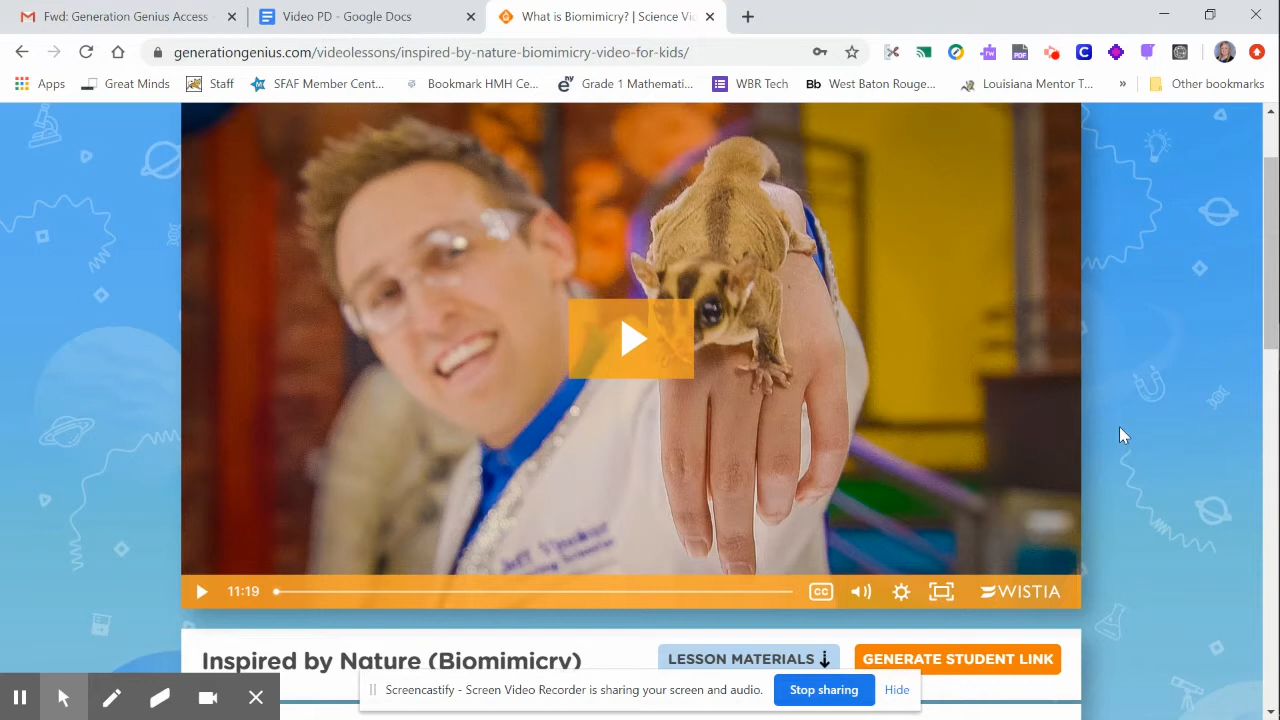 Fwd: Generation Genius Access
Video PD - Google Docs
What is Biomimicry? | Science Vi
generationgenius.com/videolessons/inspired-by-nature-biomimicry-video-for-kids/
Apps
Great Minds
Staff
SEAF Member Cent...
Bookmark HMH Ce...
Grade 1 Mathemati...
WBR Tech
Bb
West Baton Rouge...
Louisiana Mentor T...
»
Other bookmarks
11:19
CC
WISTIA
Inspired by Nature (Biomimicry)
LESSON MATERIALS
GENERATE STUDENT LINK
Screencastify - Screen Video Recorder is sharing your screen and audio.
Stop sharing
Hide